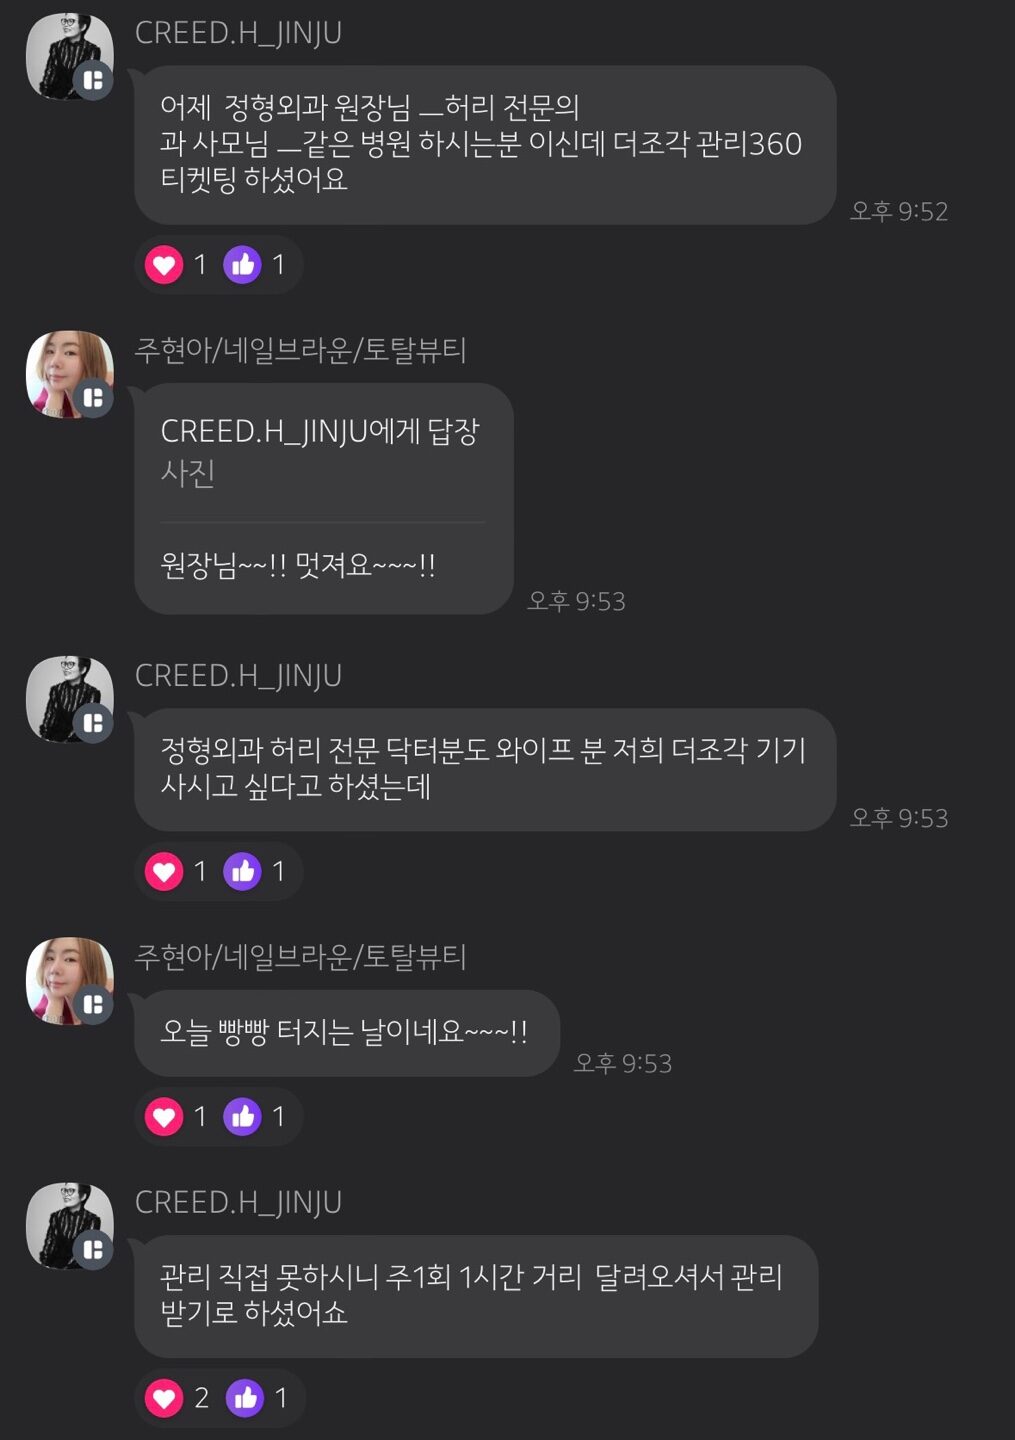 CREED.H_JINJU
어제  정형외과 원장님 ㅡ허리 전문의
과 사모님 ㅡ같은 병원 하시는분 이신데 더조각 관리360
티켓팅 하셨어요
오후 9:52
1 1
주현아/네일브라운/토탈뷰티
CREED.H_JINJU에게 답장
사진
원장님~~!! 멋져요~~~!!
오후 9:53
CREED.H_JINJU
정형외과 허리 전문 닥터분도 와이프 분 저희 더조각 기기
사시고 싶다고 하셨는데
오후 9:53
1 1
주현아/네일브라운/토탈뷰티
오늘 빵빵 터지는 날이네요~~~!!
오후 9:53
1 1
CREED.H_JINJU
관리 직접 못하시니 주1회 1시간 거리  달려오셔서 관리
받기로 하셨어쇼
2 1